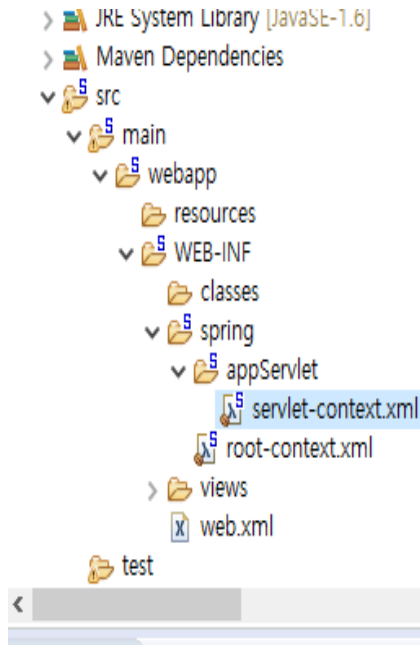 JRE System Library [JavaSE-1.6]
Maven Dependencies
src
main
webapp
resources
WEB-INF
classes
spring
appServlet
servlet-context.xml
root-context.xml
views
web.xml
test